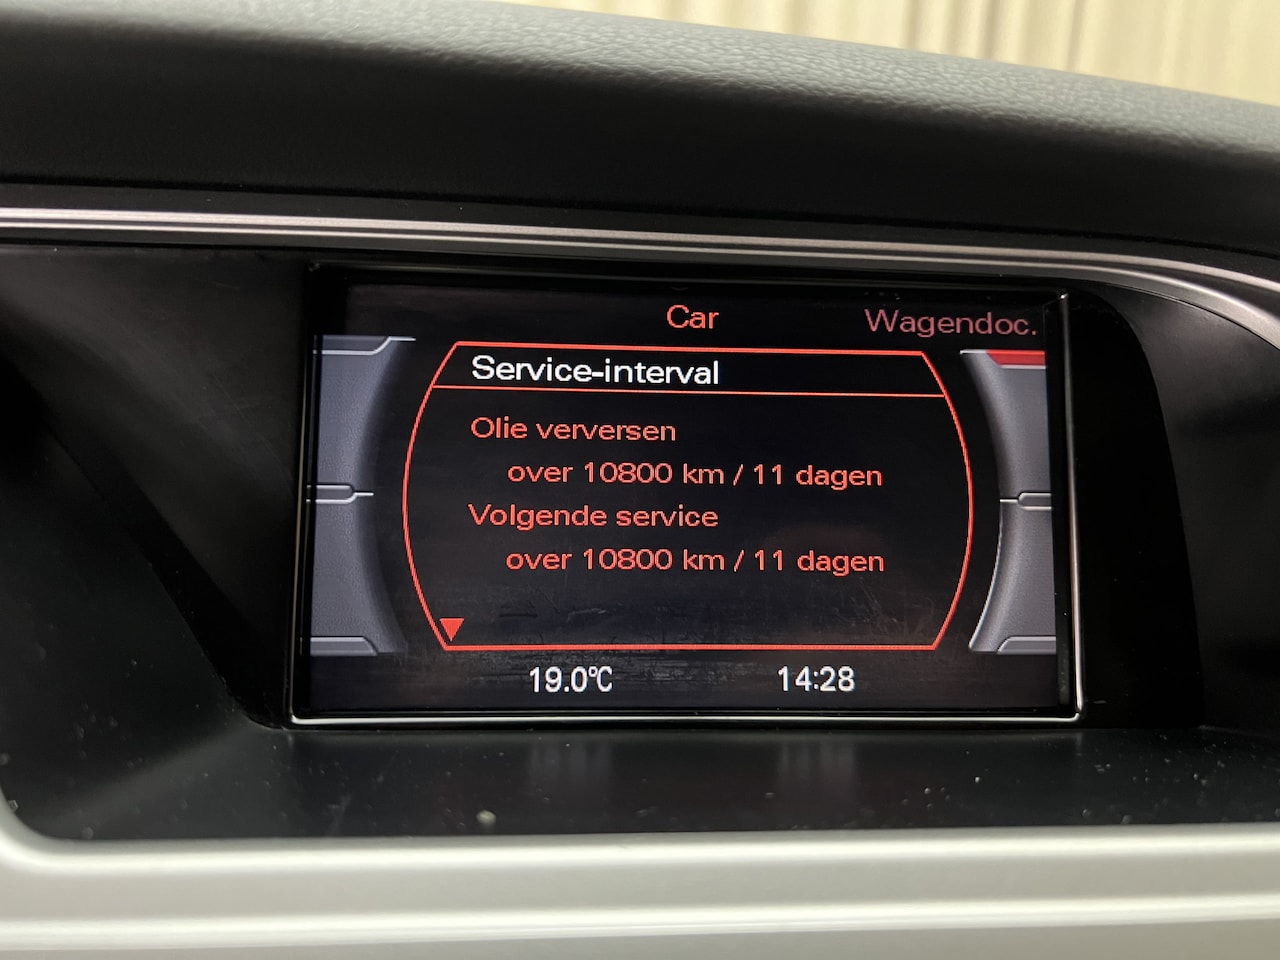 Car
Wagendoc.
Service-interval
Olie verversen
over 10800 km / 11 dagen
Volgende service
over 10800 km / 11 dagen
19.0°C
14:28